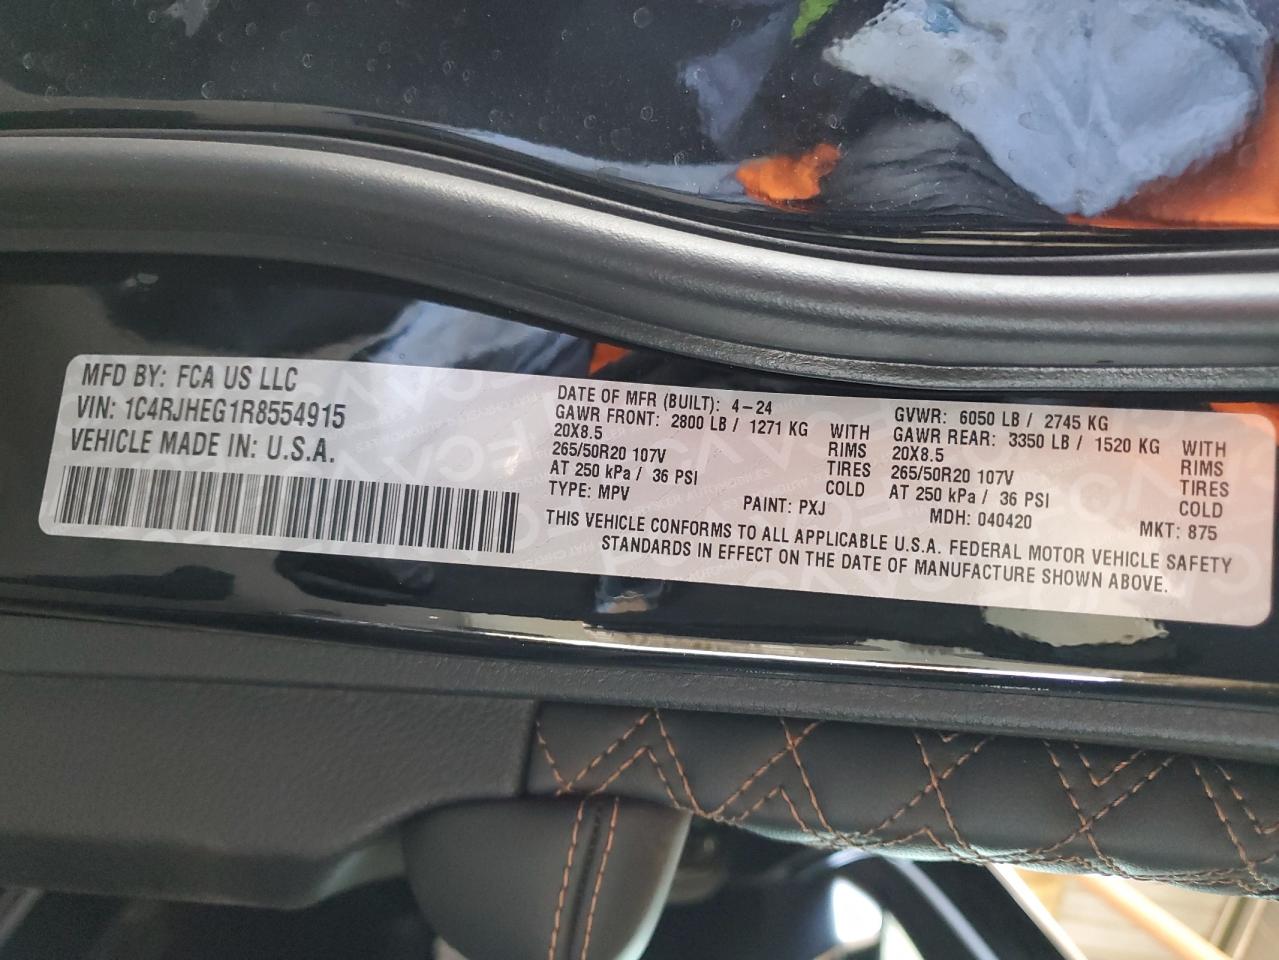 MFD BY: FCA US LLC
VIN: 1C4RJHEG1R8554915
VEHICLE MADE IN: U.S.A.
DATE OF MFR (BUILT): 4-24
GAWR FRONT: 2800 LB / 1271 KG WITH
20X8.5 RIMS
265/50R20 107V TIRES
AT 250 kPa / 36 PSI COLD
TYPE: MPV PAINT: PXJ
GVWR: 6050 LB / 2745 KG
GAWR REAR: 3350 LB / 1520 KG WITH
20X8.5 RIMS
265/50R20 107V TIRES
AT 250 kPa / 36 PSI COLD
MDH: 040420 MKT: 875
THIS VEHICLE CONFORMS TO ALL APPLICABLE U.S.A. FEDERAL MOTOR VEHICLE SAFETY
STANDARDS IN EFFECT ON THE DATE OF MANUFACTURE SHOWN ABOVE.